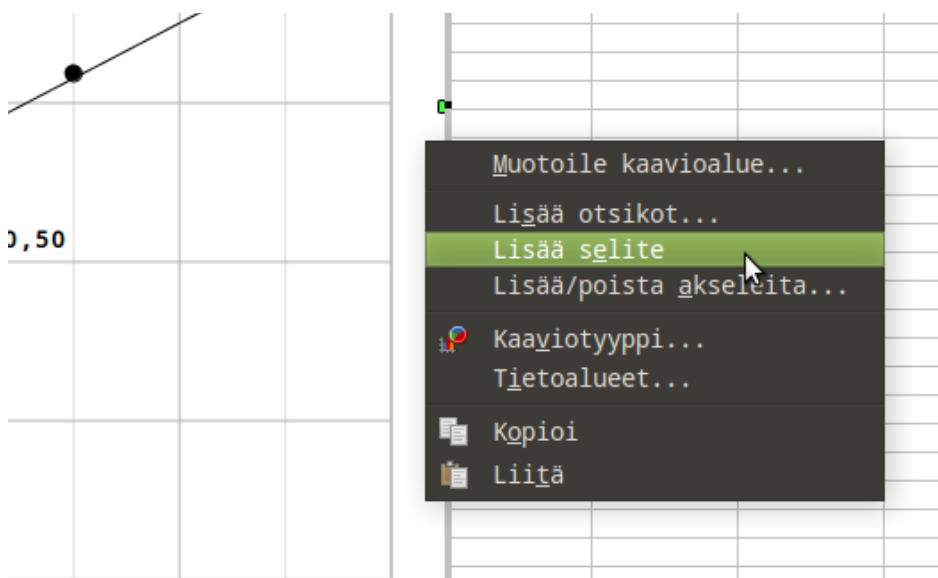 Muotoile kaavioalue...
Lisää otsikot...
0,50
Lisää selite
Lisää/poista akseleita...
Kaaviotyyppi...
Tietoalueet...
Kopioi
Liitä